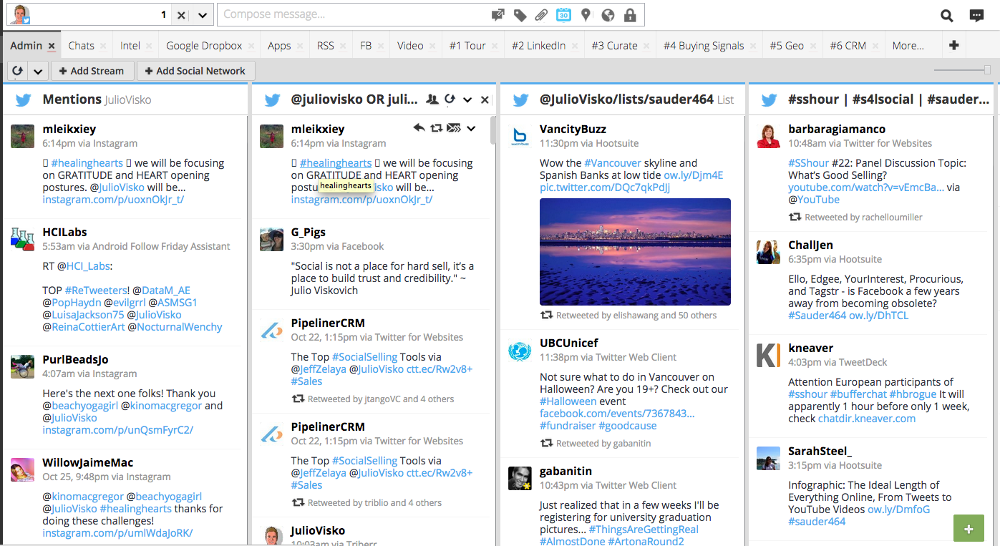 1
Compose message...
30
Admin
Chats
Intel
Google Dropbox
Apps
RSS
FB
Video
#1 Tour
#2 LinkedIn
#3 Curate
#4 Buying Signals
#5 Geo
#6 CRM
More...
Add Stream
Add Social Network
Mentions JulioVisko
mleikxiey
6:14pm via Instagram
#healinghearts we will be focusing
on GRATITUDE and HEART opening
postures. @JulioVisko will be...
instagram.com/p/uoxnOkJr_t/
HCILabs
5:53am via Android Follow Friday Assistant
RT @HCI_Labs:
TOP #ReTweeters! @DataM_AE
@PopHaydn @evilgrrl @ASMSG1
@LuisaJackson75 @JulioVisko
@ReinaCottierArt @NocturnalWenchy
PurlBeadsJo
4:07am via Instagram
Here's the next one folks! Thank you
@beachyogagirl @kinomacgregor and
@JulioVisko
instagram.com/p/unQsmFyrC2/
WillowJaimeMac
Oct 25, 9:48pm via Instagram
@kinomacgregor @beachyogagirl
@JulioVisko #healinghearts thanks for
doing these challenges!
instagram.com/p/umlWdaJoRK/
@juliovisko OR juli...
mleikxiey
6:14pm via Instagram
#healinghearts we will be focusing
on GRATITUDE and HEART opening
postu visko will be...
healinghearts
instagram.com/p/uoxnOkJr_t/
G_Pigs
3:30pm via Facebook
"Social is not a place for hard sell, it's a
place to build trust and credibility." ~
Julio Viskovich
PipelinerCRM
Oct 22, 1:15pm via Twitter for Websites
The Top #SocialSelling Tools via
@JeffZelaya @JulioVisko ctt.ec/Rw2v8+
#Sales
Retweeted by jtangoVC and 4 others
PipelinerCRM
Oct 22, 1:15pm via Twitter for Websites
The Top #SocialSelling Tools via
@JeffZelaya @JulioVisko ctt.ec/Rw2v8+
#Sales
Retweeted by triblio and 4 others
JulioVisko
10:03am via Triberr
@JulioVisko/lists/sauder464 List
VancityBuzz
11:30pm via Hootsuite
Wow the #Vancouver skyline and
Spanish Banks at low tide ow.ly/Djm4E
pic.twitter.com/DQc7qkPdJj
Retweeted by elishawang and 50 others
UBCUnicef
11:38pm via Twitter Web Client
Not sure what to do in Vancouver on
Halloween? Are you 19+? Check out our
#Halloween event
facebook.com/events/7367843...
#fundraiser #goodcause
Retweeted by gabanitin
gabanitin
10:43pm via Twitter Web Client
Just realized that in a few weeks I'll be
registering for university graduation
pictures... #ThingsAreGettingReal
#AlmostDone #ArtonaRound2
#sshour | #s4lsocial | #sauder...
barbaragiamanco
10:48am via Twitter for Websites
#SSHour #22: Panel Discussion Topic:
What's Good Selling?
youtube.com/watch?v=vEmcBa... via
@YouTube
Retweeted by rachelloumiller
ChallJen
6:35pm via Hootsuite
Ello, Edgee, YourInterest, Procurious,
and Tagstr - is Facebook a few years
away from becoming obsolete?
#Sauder464 ow.ly/DhTCL
kneaver
4:03pm via TweetDeck
Attention European participants of
#sshour #bufferchat #hbrogue It will
apparently 1 hour before only 1 week,
check chatdir.kneaver.com
SarahSteel_
3:15pm via Hootsuite
Infographic: The Ideal Length of
Everything Online, From Tweets to
YouTube Videos ow.ly/DmfoG
#sauder464